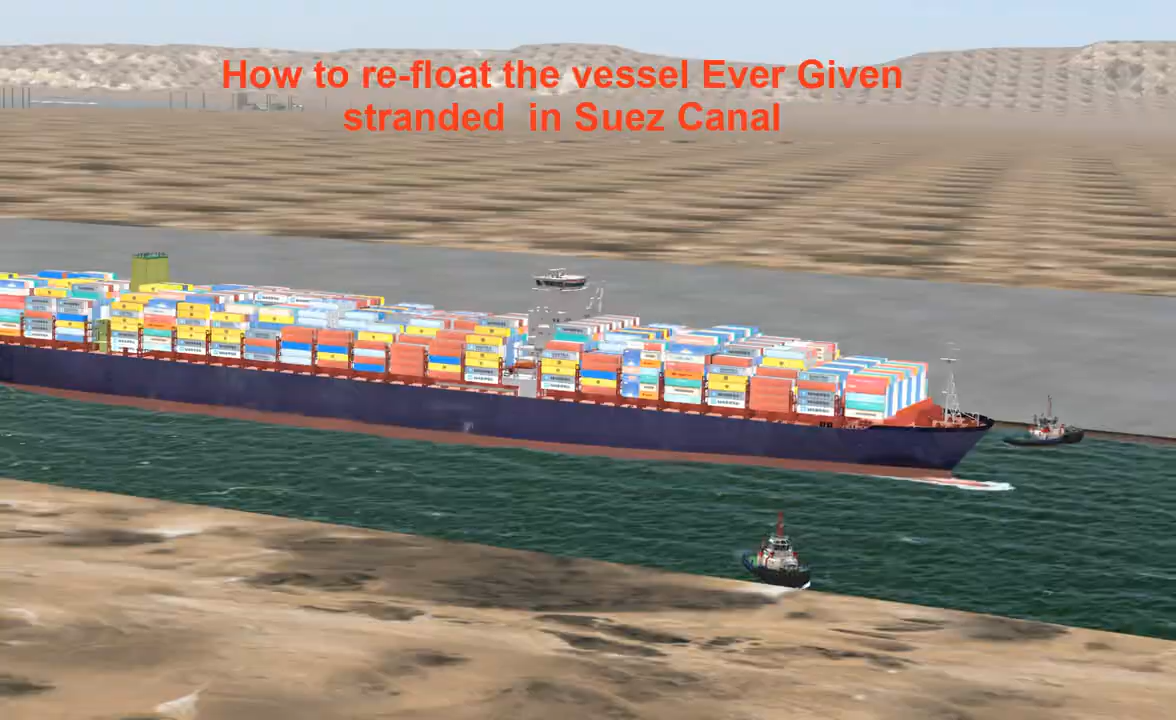 How to re-float the vessel Ever Given
stranded in Suez Canal